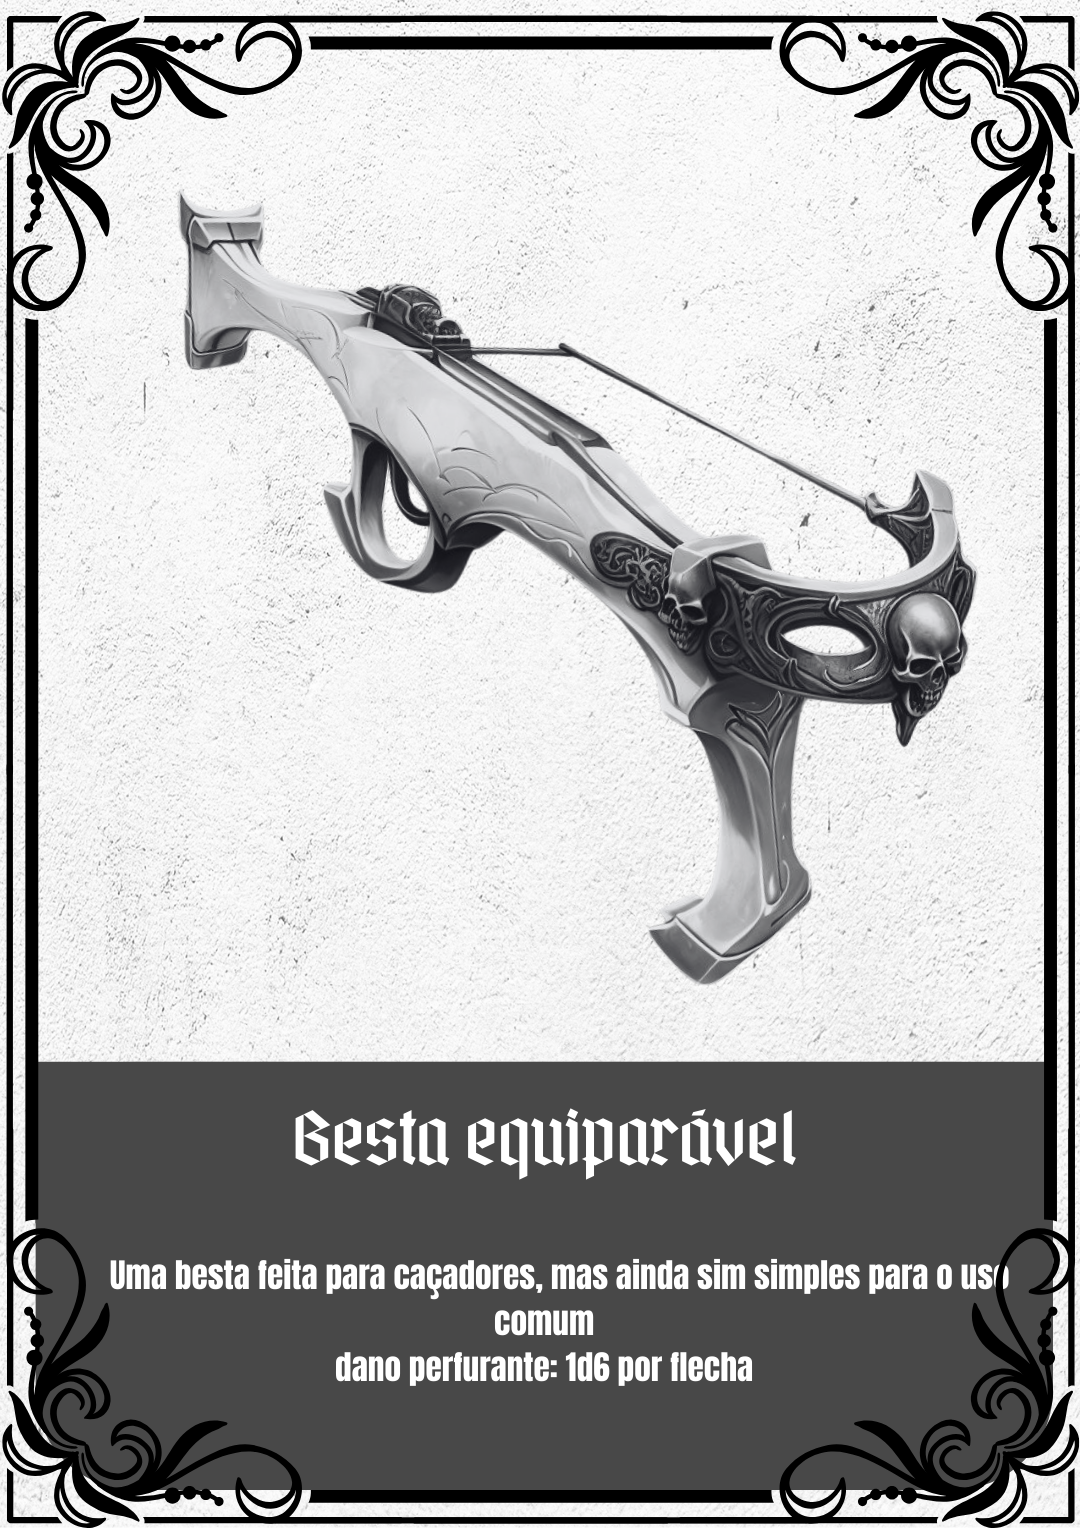 Besta equiparável
Uma besta feita para caçadores, mas ainda sim simples para o uso
comum
dano perfurante: 1d6 por flecha